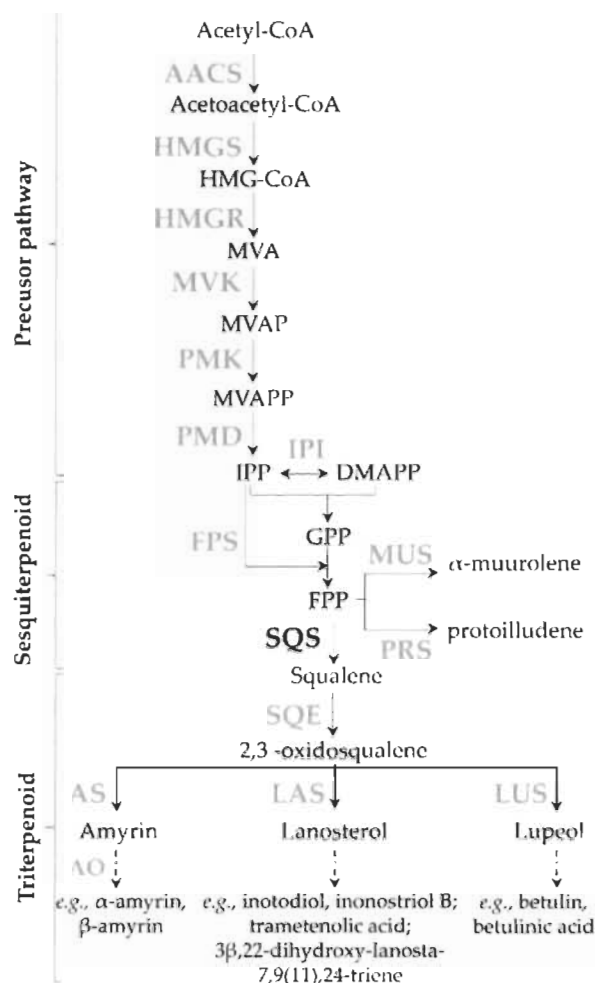 Acetyl-CoA
AACS
Acetoacetyl-CoA
HMGS
HMG-CoA
HMGR
MVA
MVK
MVAP
PMK
MVAPP
PMD
IPI
IPP
DMAPP
FPS
GPP
MUS
α-muurolene
FPP
SQS
protoilludene
PRS
Squalene
SQE
2,3 -oxidosqualene
AS
LAS
LUS
Amyrin
Lanosterol
Lupeol
AO
e.g., α-amyrin,
β-amyrin
e.g., inotodiol, inonostriol B;
trametenolic acid;
3β,22-dihydroxy-lanosta-
7,9(11),24-triene
e.g., betulin,
betulinic acid
Precusor pathway
Sesquiterpenoid
Triterpenoid